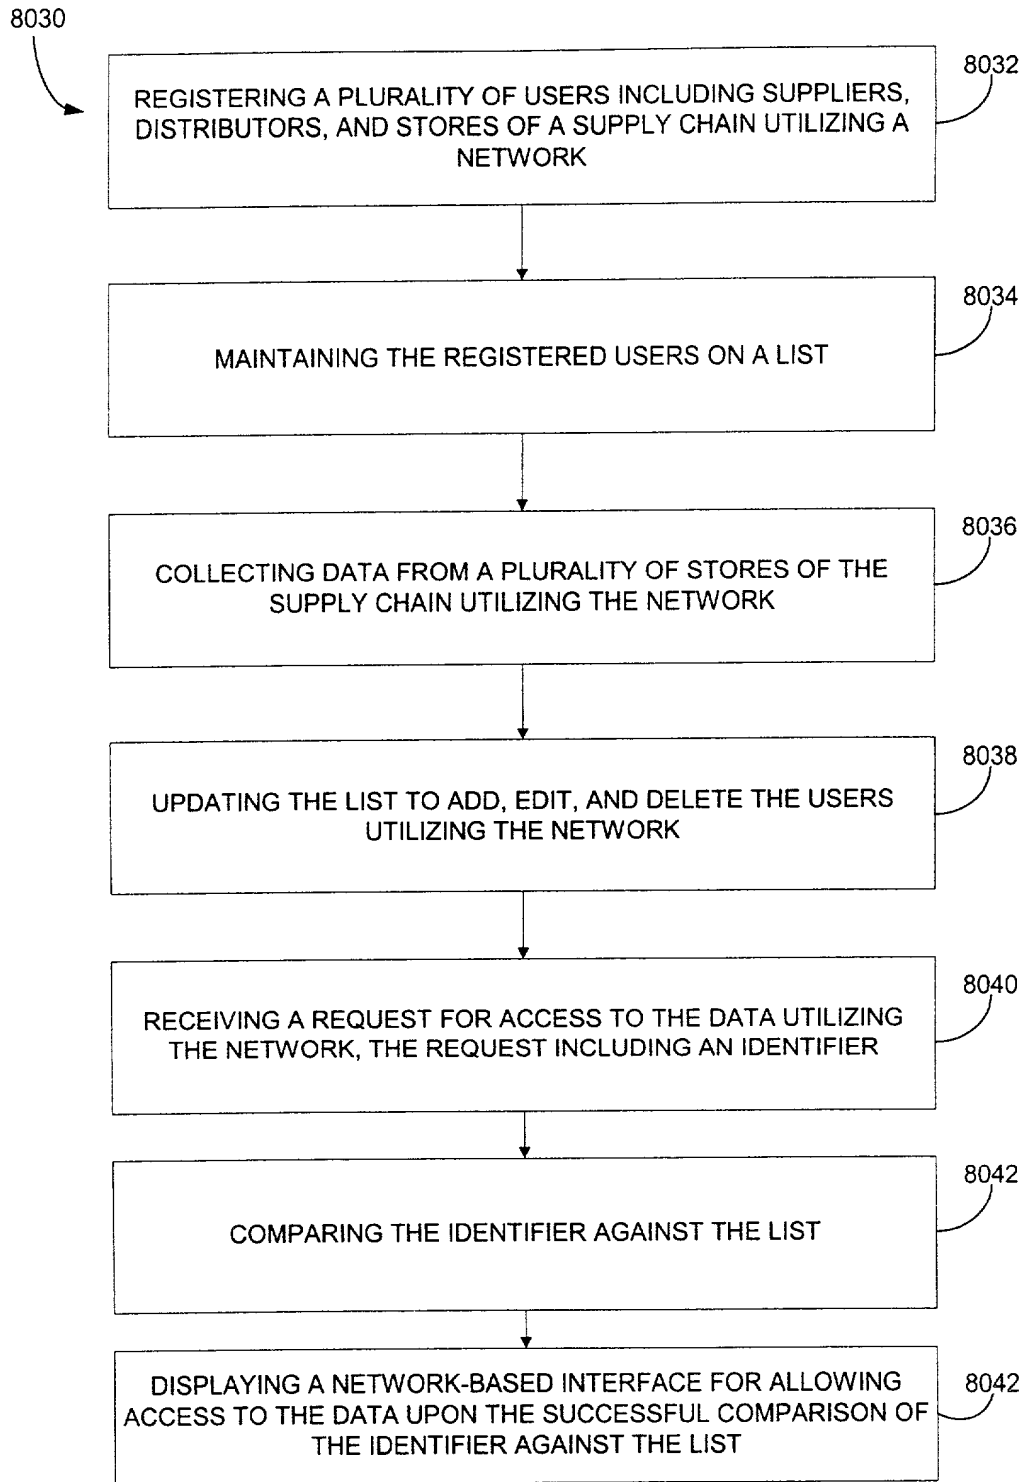 8030
8032
REGISTERING A PLURALITY OF USERS INCLUDING SUPPLIERS,
DISTRIBUTORS, AND STORES OF A SUPPLY CHAIN UTILIZING A
NETWORK
8034
MAINTAINING THE REGISTERED USERS ON A LIST
8036
COLLECTING DATA FROM A PLURALITY OF STORES OF THE
SUPPLY CHAIN UTILIZING THE NETWORK
8038
UPDATING THE LIST TO ADD, EDIT, AND DELETE THE USERS
UTILIZING THE NETWORK
8040
RECEIVING A REQUEST FOR ACCESS TO THE DATA UTILIZING
THE NETWORK, THE REQUEST INCLUDING AN IDENTIFIER
8042
COMPARING THE IDENTIFIER AGAINST THE LIST
8042
DISPLAYING A NETWORK-BASED INTERFACE FOR ALLOWING
ACCESS TO THE DATA UPON THE SUCCESSFUL COMPARISON OF
THE IDENTIFIER AGAINST THE LIST